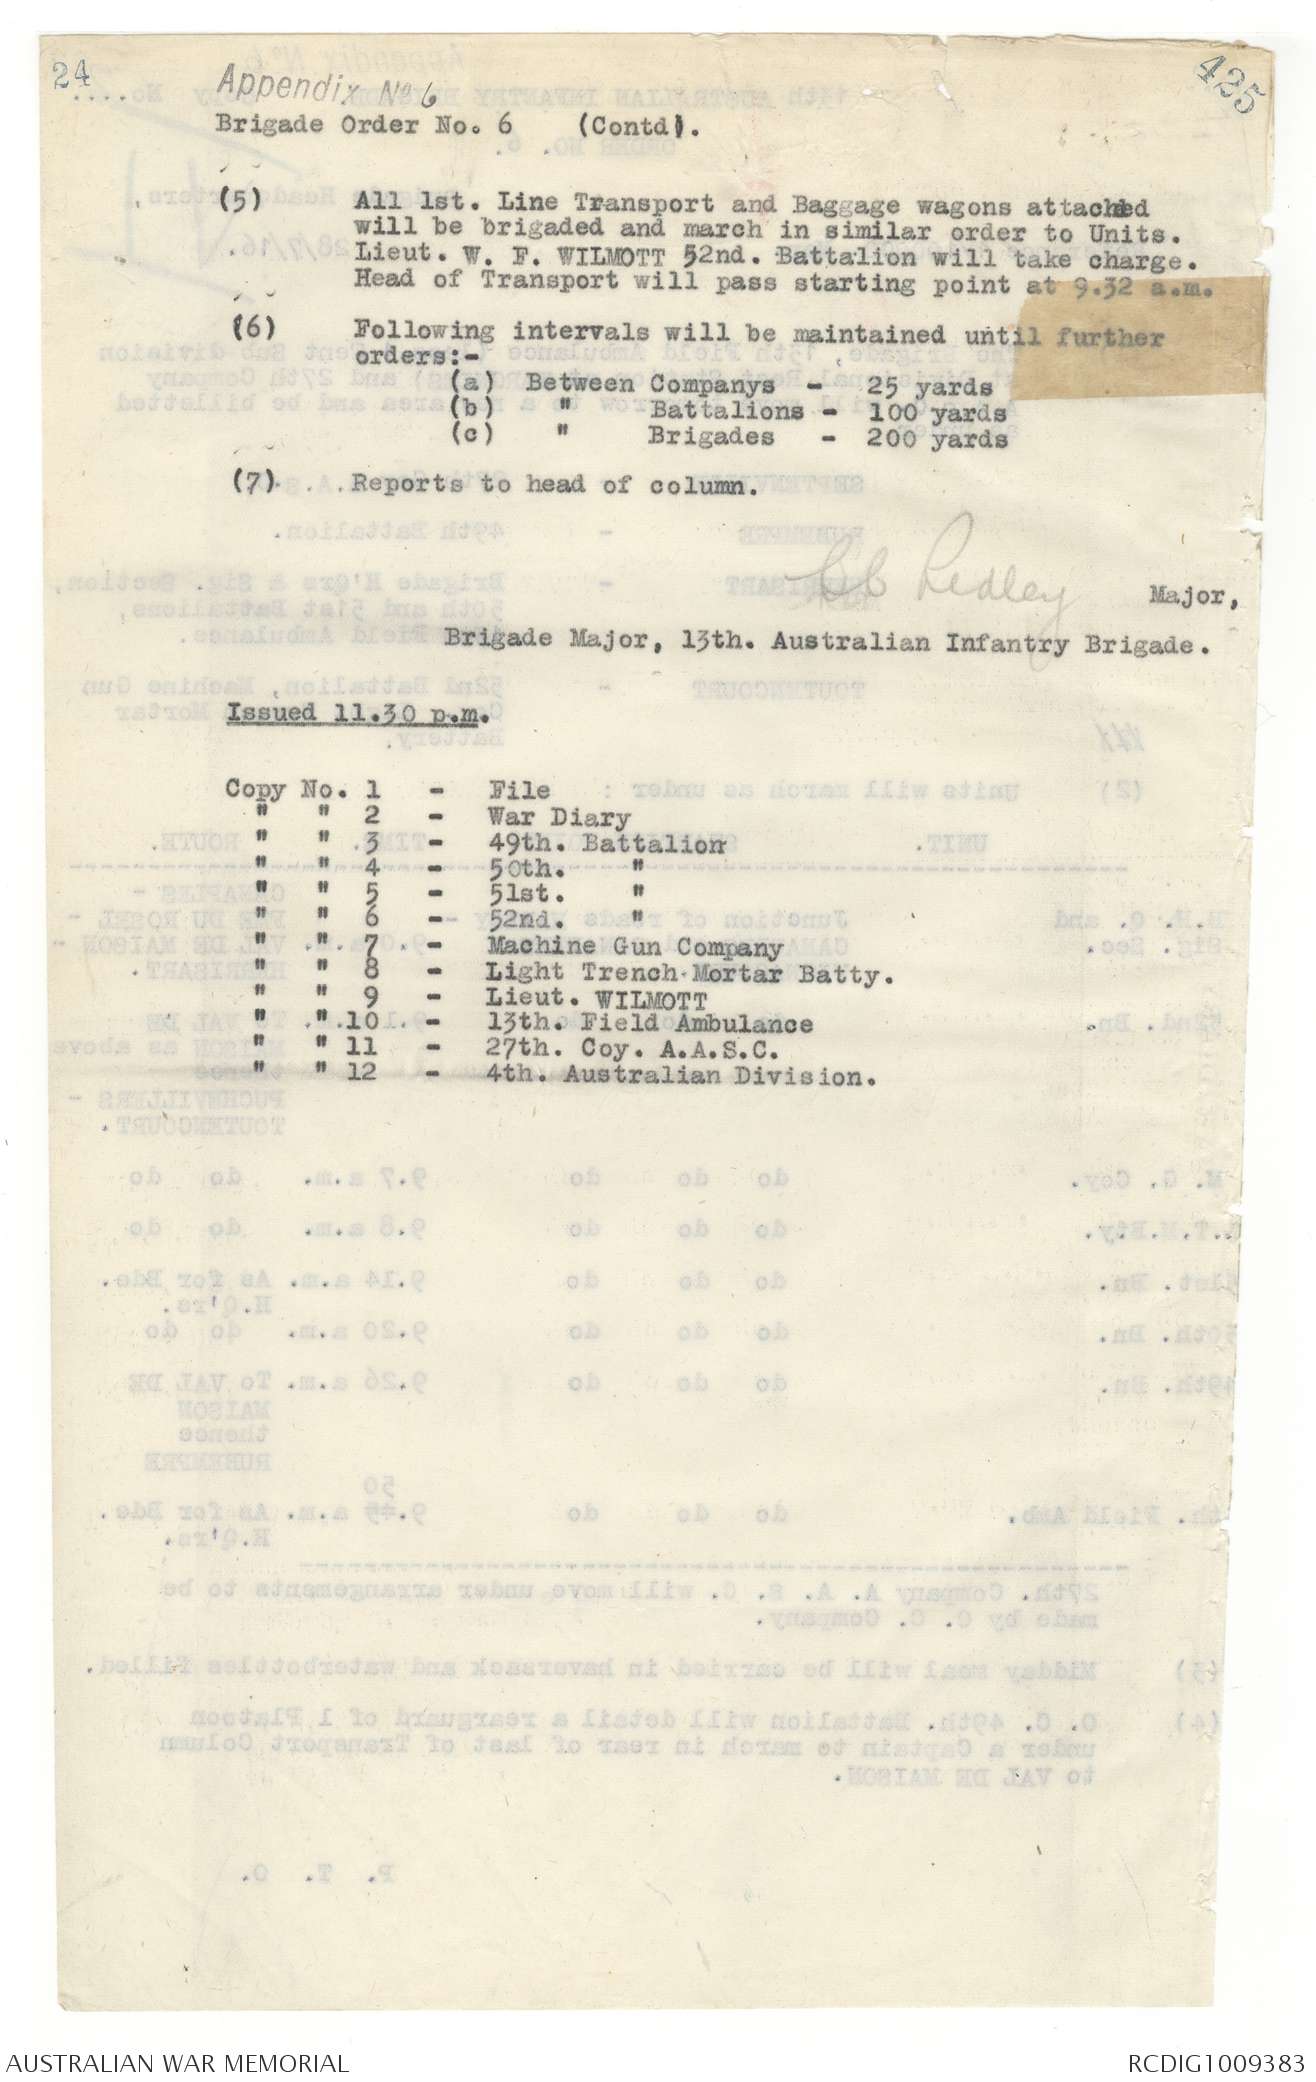 24
425
Appendix No 6
Brigade Order No. 6 (Contd).
(5) All 1st. Line Transport and Baggage wagons attached
will be brigaded and march in similar order to Units.
Lieut. W. F. WILMOTT 52nd. Battalion will take charge.
Head of Transport will pass starting point at 9.32 a.m.
(6) Following intervals will be maintained until further
orders:-
(a) Between Companys - 25 yards
(b) " Battalions - 100 yards
(c) " Brigades - 200 yards
(7) Reports to head of column.
Ledley
Major,
Brigade Major, 13th. Australian Infantry Brigade.
Issued 11.30 p.m.
Copy No. 1 - File
" " 2 - War Diary
" " 3 - 49th. Battalion
" " 4 - 50th. "
" " 5 - 51st. "
" " 6 - 52nd. "
" " 7 - Machine Gun Company
" " 8 - Light Trench Mortar Batty.
" " 9 - Lieut. WILMOTT
" " 10 - 13th. Field Ambulance
" " 11 - 27th. Coy. A.A.S.C.
" " 12 - 4th. Australian Division.
AUSTRALIAN WAR MEMORIAL
RCDIG1009383